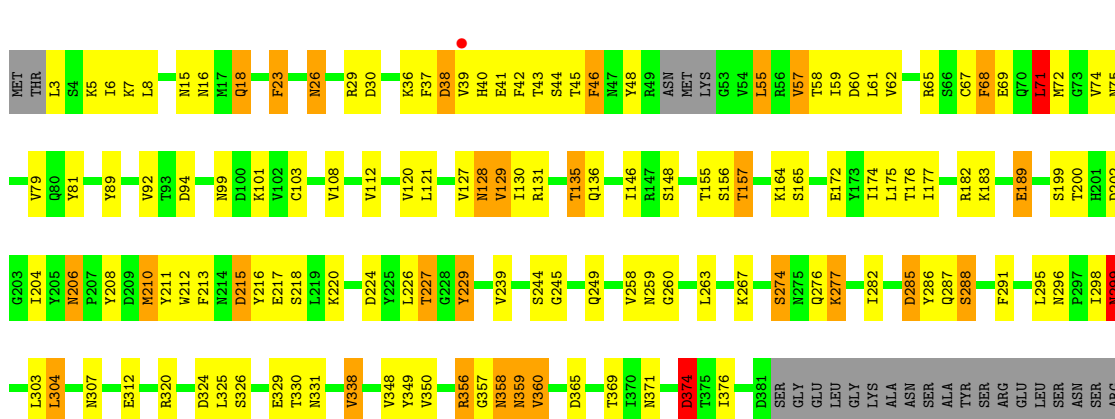 MET THR L3 S4 K5 I6 K7 L8 N15 N16 M17 Q18 F23 N26 R29 D30 K36 F37 D38 V39 H40 E41 F42 T43 S44 T45 F46 N47 Y48 R49 ASN MET LYS G53 V54 L55 R56 V57 T58 I59 D60 L61 V62 R65 S66 C67 F68 E69 Q70 L71 M72 G73 V74 N75
V79 Q80 Y81 Y89 V92 T93 D94 N99 D100 K101 V102 C103 V108 V112 V120 L121 V127 N128 V129 I130 R131 T135 Q136 I146 R147 S148 T155 S156 T157 K164 S165 E172 Y173 I174 L175 T176 I177 R182 K183 E189 S199 T200 H201
G203 I204 Y205 N206 P207 Y208 D209 M210 Y211 W212 F213 N214 D215 Y216 E217 S218 L219 K220 D224 Y225 L226 T227 G228 Y229 V239 S244 G245 Q249 V258 N259 G260 L263 K267 S274 N275 Q276 K277 I282 D285 Y286 Q287 S288 F291 L295 N296 P297 I298
L303 L304 N307 E312 R320 D324 L325 S326 E339 T330 N331 V338 V348 Y349 V350 R356 G357 N358 N359 V360 D365 T369 I370 N371 D374 T375 I376 D381 SER GLY GLU LEU GLY LYS ALA ASN SER ALA TYR SER ARG GLU LEU SER ASN SER